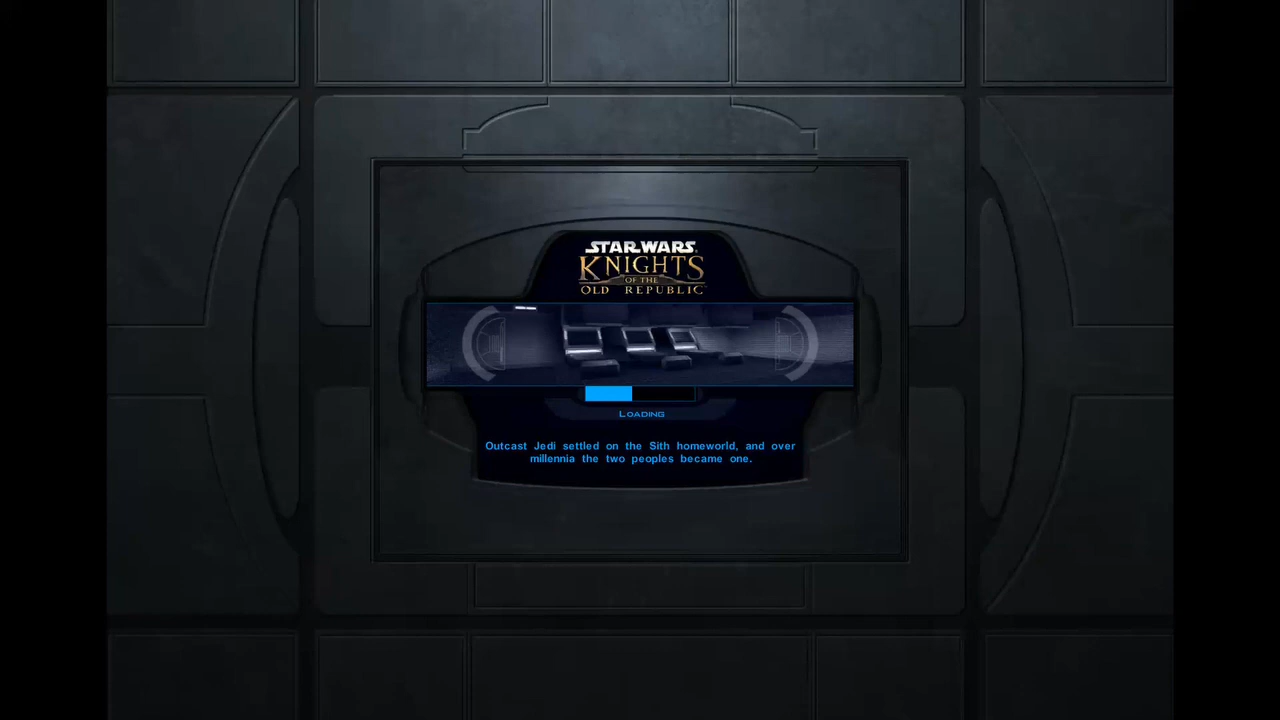 STAR WARS
KNIGHTS
OF THE
OLD REPUBLIC
LOADING
Outcast Jedi settled on the Sith homeworld, and over
millennia the two peoples became one.